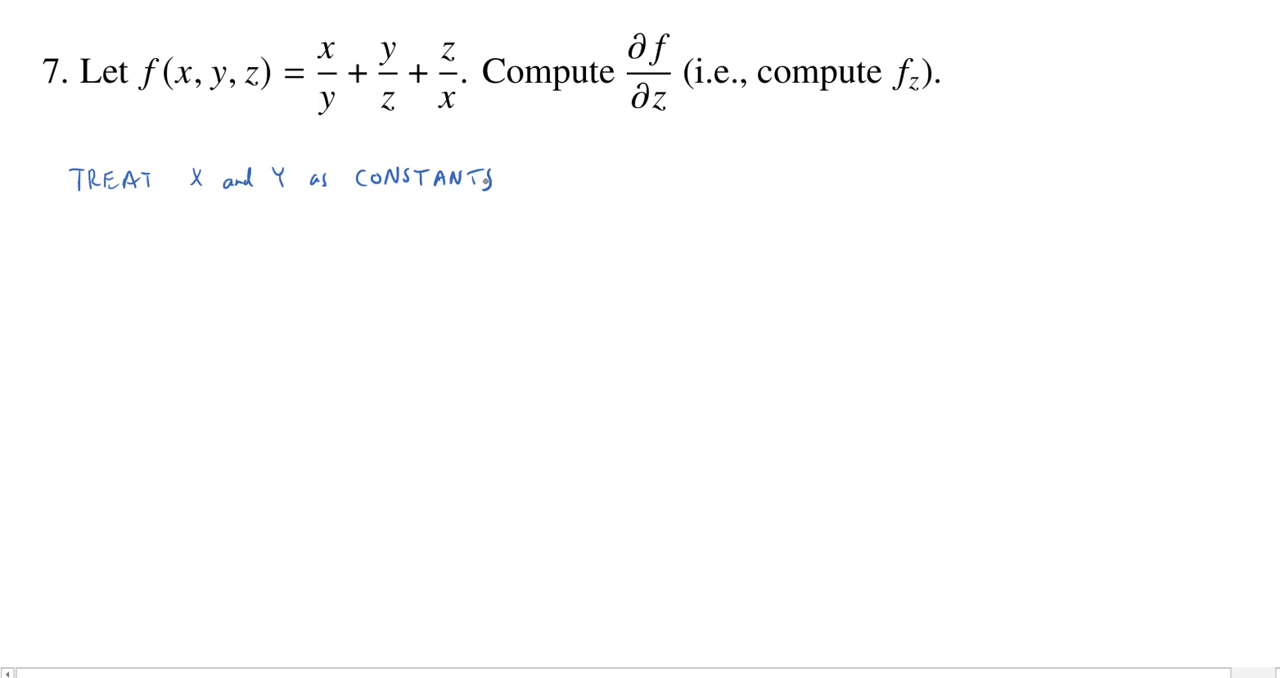 7. Let f(x, y, z) = x/y + y/z + z/x. Compute ∂f/∂z (i.e., compute f_z).
TREAT X and Y as CONSTANTS